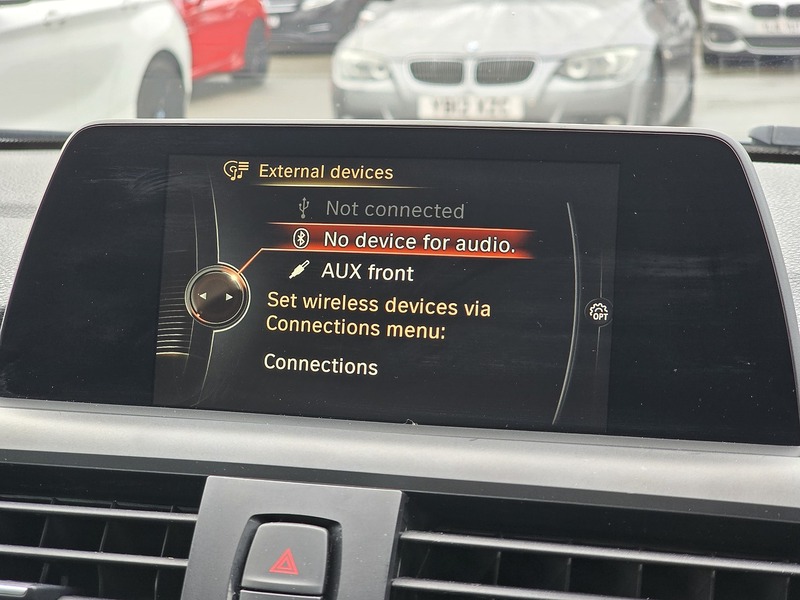 External devices
Not connected
No device for audio.
AUX front
Set wireless devices via
Connections menu:
OPT
Connections